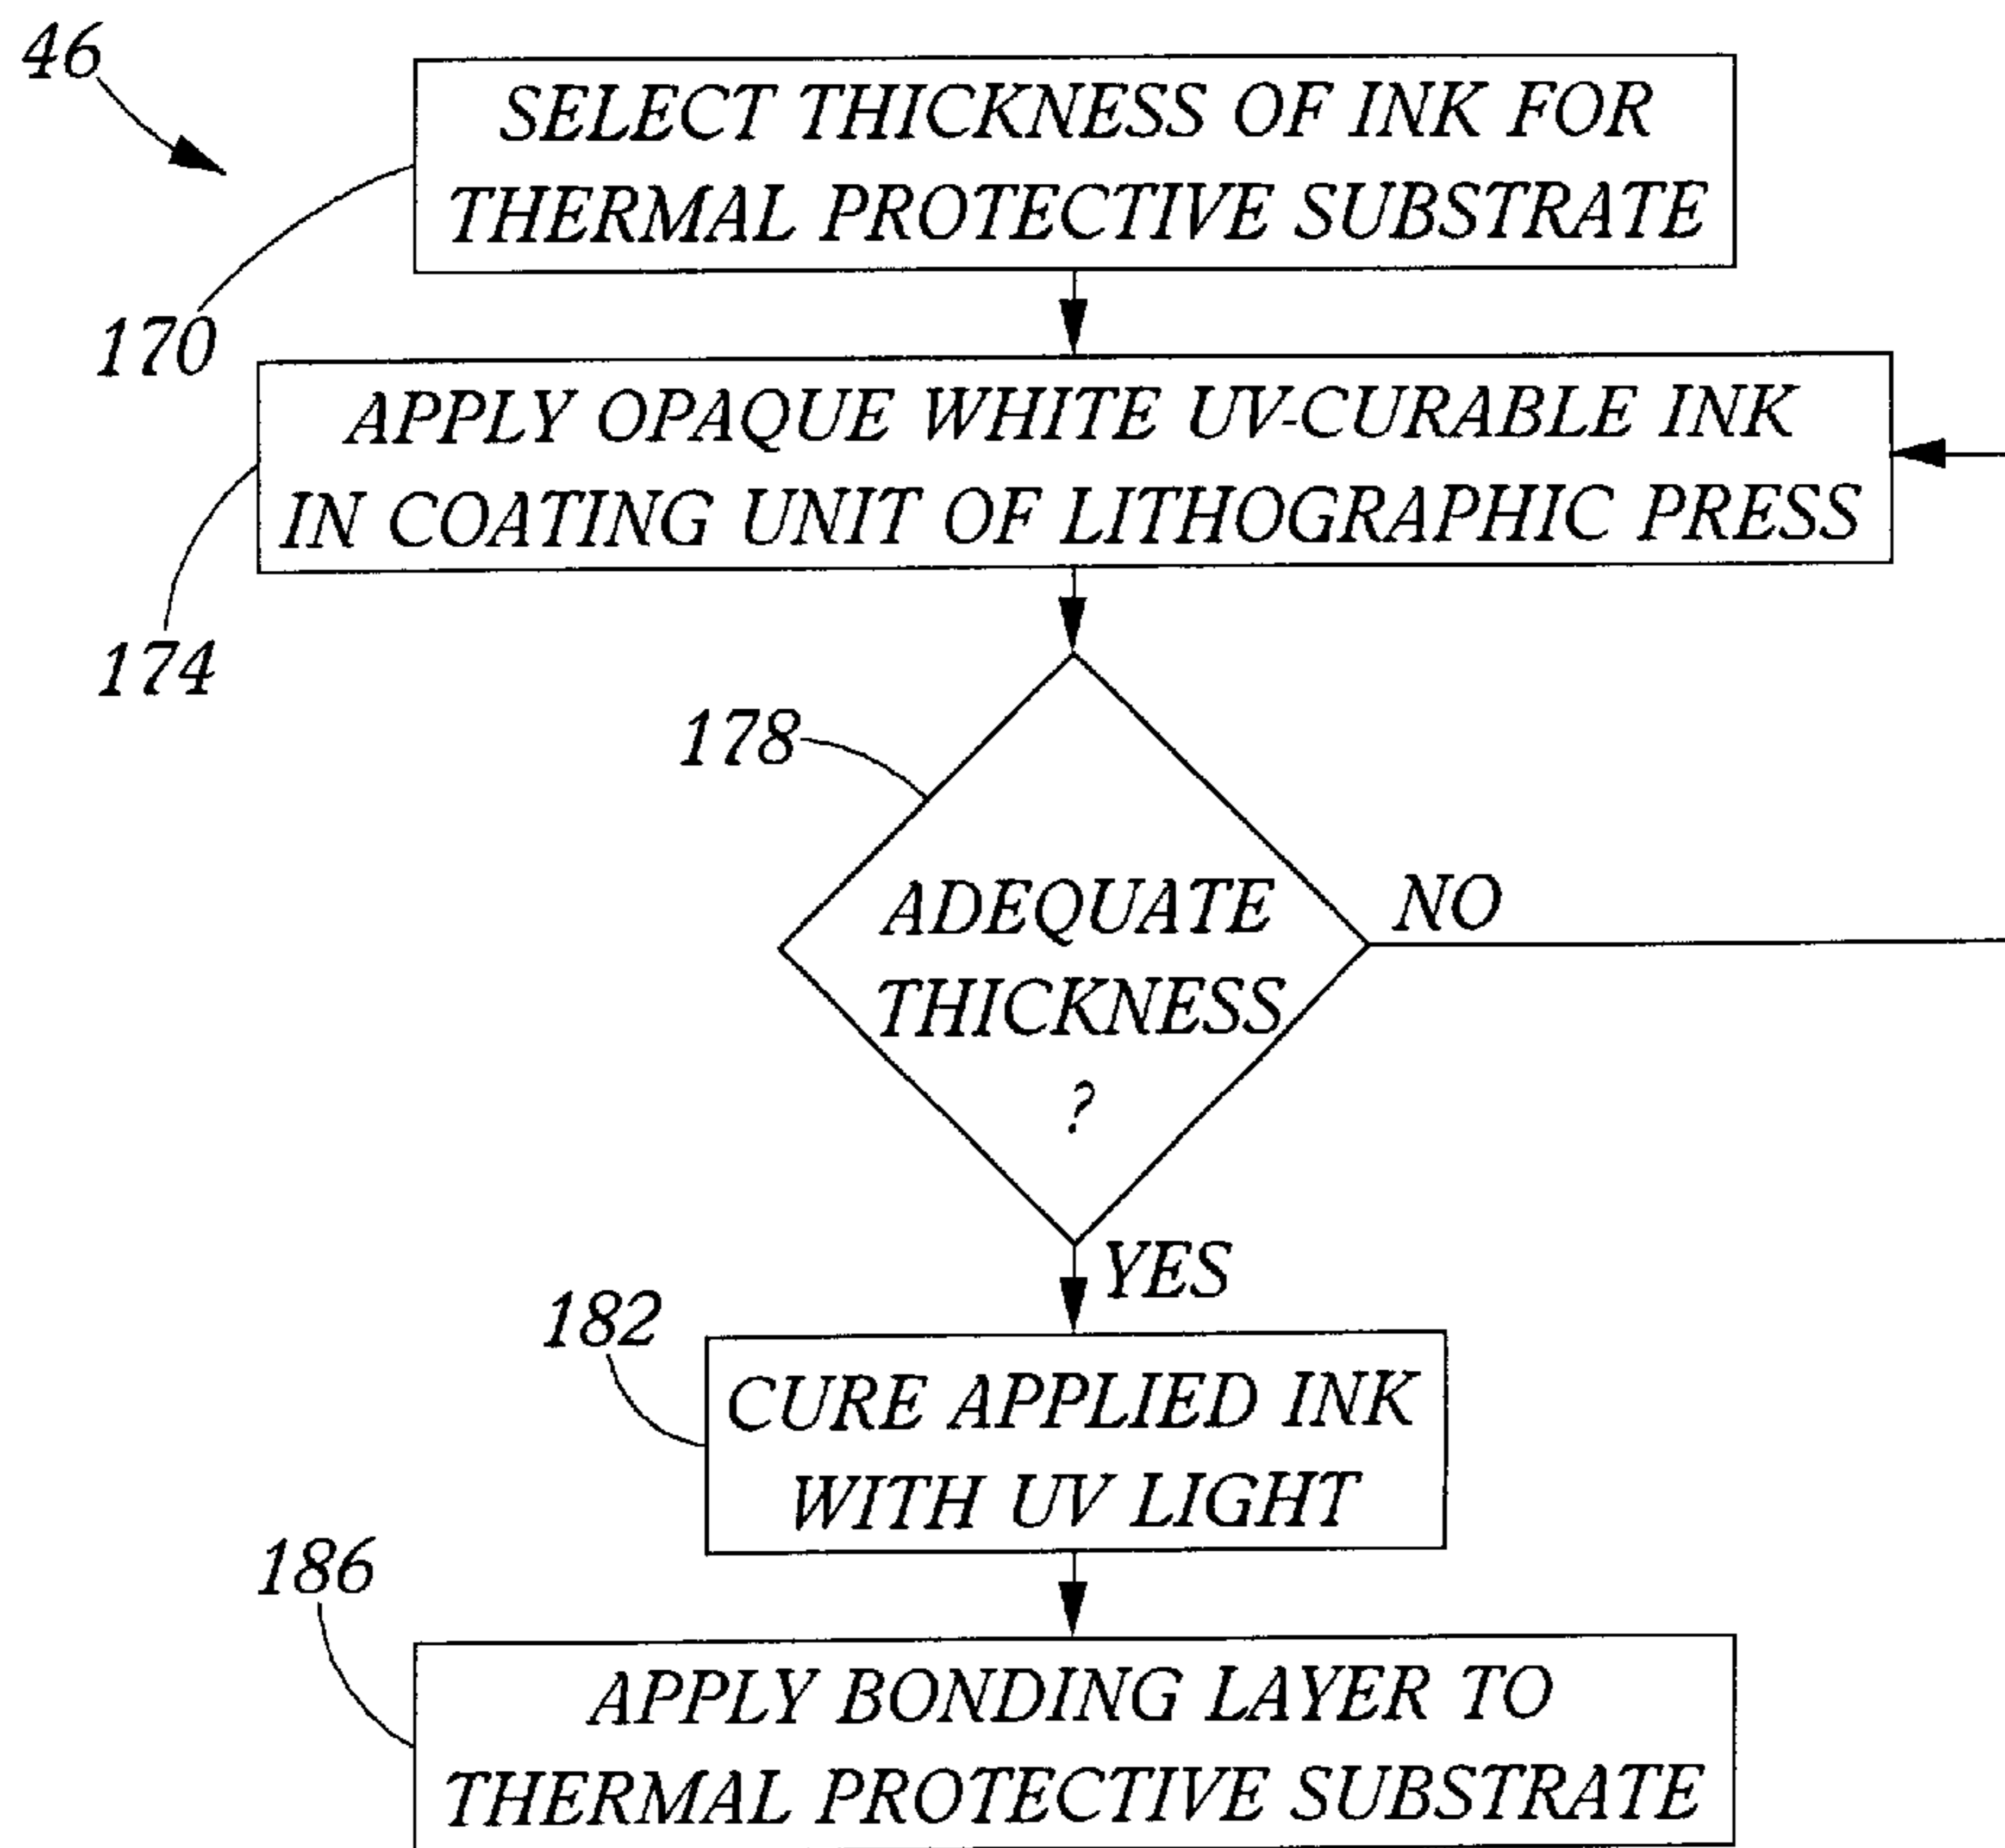 46
SELECT THICKNESS OF INK FOR
THERMAL PROTECTIVE SUBSTRATE
170
APPLY OPAQUE WHITE UV-CURABLE INK
IN COATING UNIT OF LITHOGRAPHIC PRESS
174
178
ADEQUATE
THICKNESS
?
NO
YES
182
CURE APPLIED INK
WITH UV LIGHT
186
APPLY BONDING LAYER TO
THERMAL PROTECTIVE SUBSTRATE